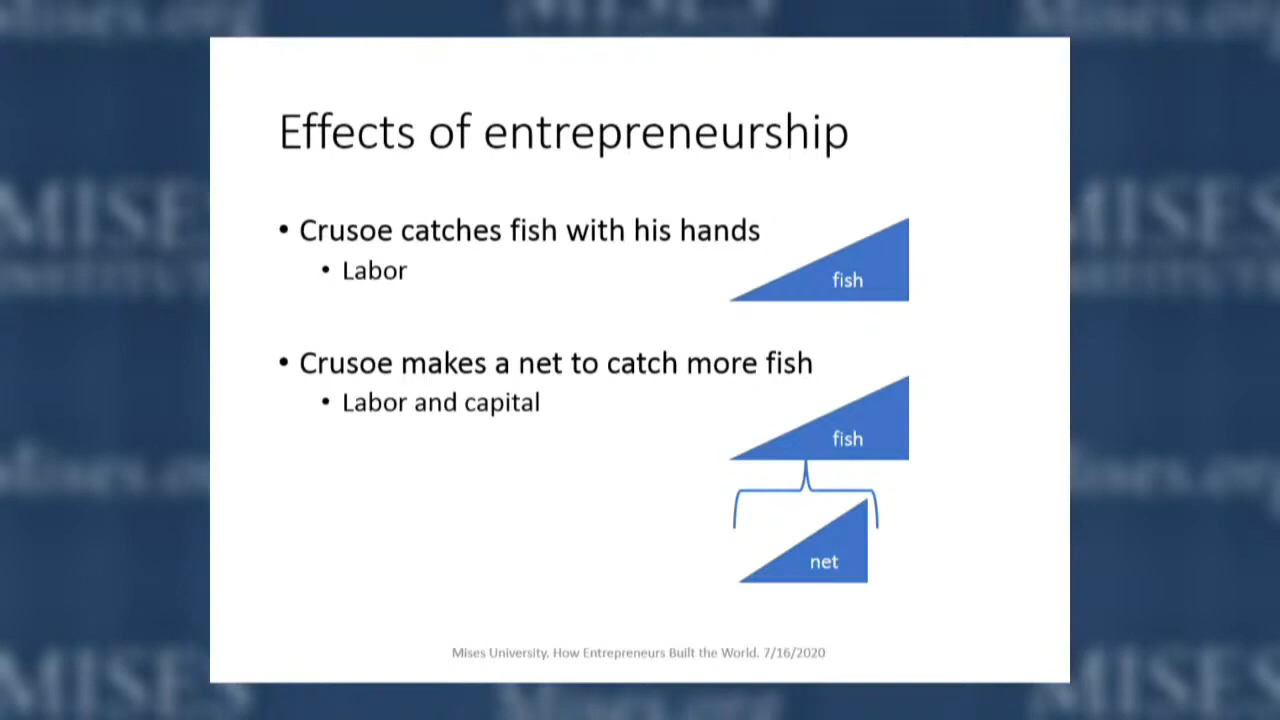 Effects of entrepreneurship
• Crusoe catches fish with his hands
• Labor
fish
• Crusoe makes a net to catch more fish
• Labor and capital
fish
net
Mises University. How Entrepreneurs Built the World. 7/16/2020